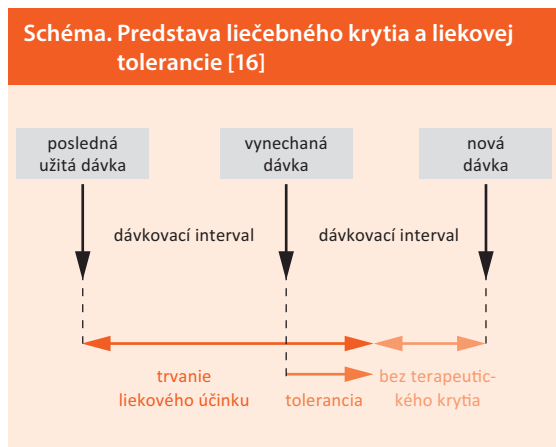 Schéma. Predstava liečebného krytia a liekovej
tolerancie [16]
posledná
užitá dávka
vynechaná
dávka
nová
dávka
dávkovací interval
dávkovací interval
trvanie
liekového účinku
tolerancia
bez terapeutic-
kého krytia